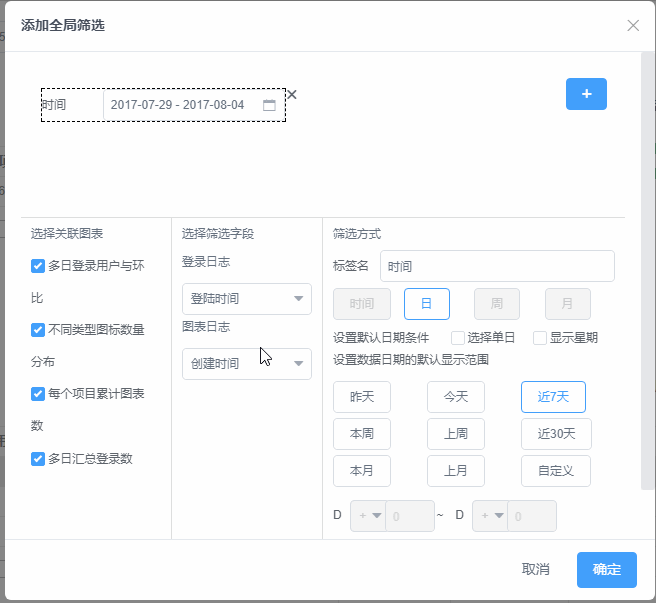 添加全局筛选
时间 2017-07-29 - 2017-08-04
+
选择关联图表
多日登录用户与环
比
不同类型图标数量
分布
每个项目累计图表
数
多日汇总登录数
选择筛选字段
登录日志
登陆时间
图表日志
创建时间
筛选方式
标签名 时间
时间 日 周 月
设置默认日期条件 选择单日 显示星期
设置数据日期的默认显示范围
昨天 今天 近7天
本周 上周 近30天
本月 上月 自定义
D + 0 ~ D + 0
取消 确定